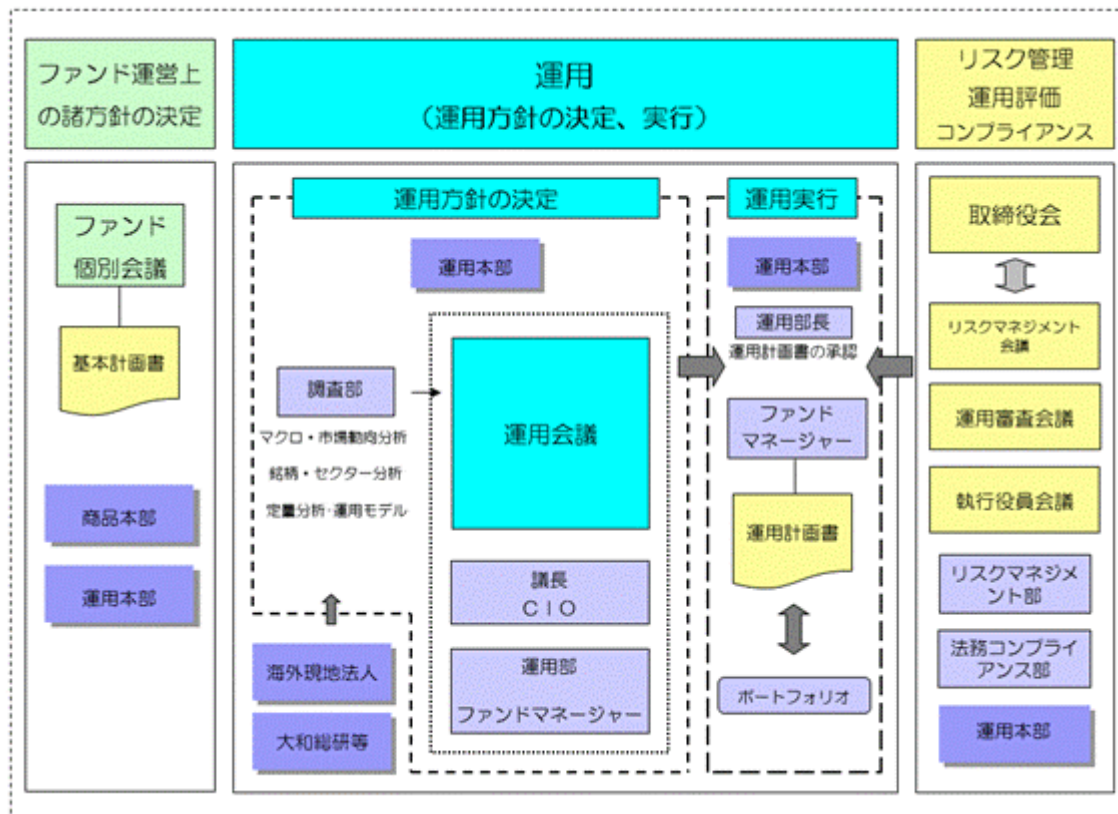 ファンド運営上
の諸方針の決定
運用
（運用方針の決定、実行）
リスク管理
運用評価
コンプライアンス
ファンド
個別会議
基本計画書
商品本部
運用本部
運用方針の決定
運用本部
調査部
マクロ・市場動向分析
銘柄・セクター分析
定量分析・運用モデル
運用会議
議長
ＣＩＯ
運用部
ファンドマネージャー
海外現地法人
大和総研等
運用実行
運用本部
運用部長
運用計画書の承認
ファンド
マネージャー
運用計画書
ポートフォリオ
取締役会
リスクマネジメント
会議
運用審査会議
執行役員会議
リスクマネジメ
ント部
法務コンプライ
アンス部
運用本部